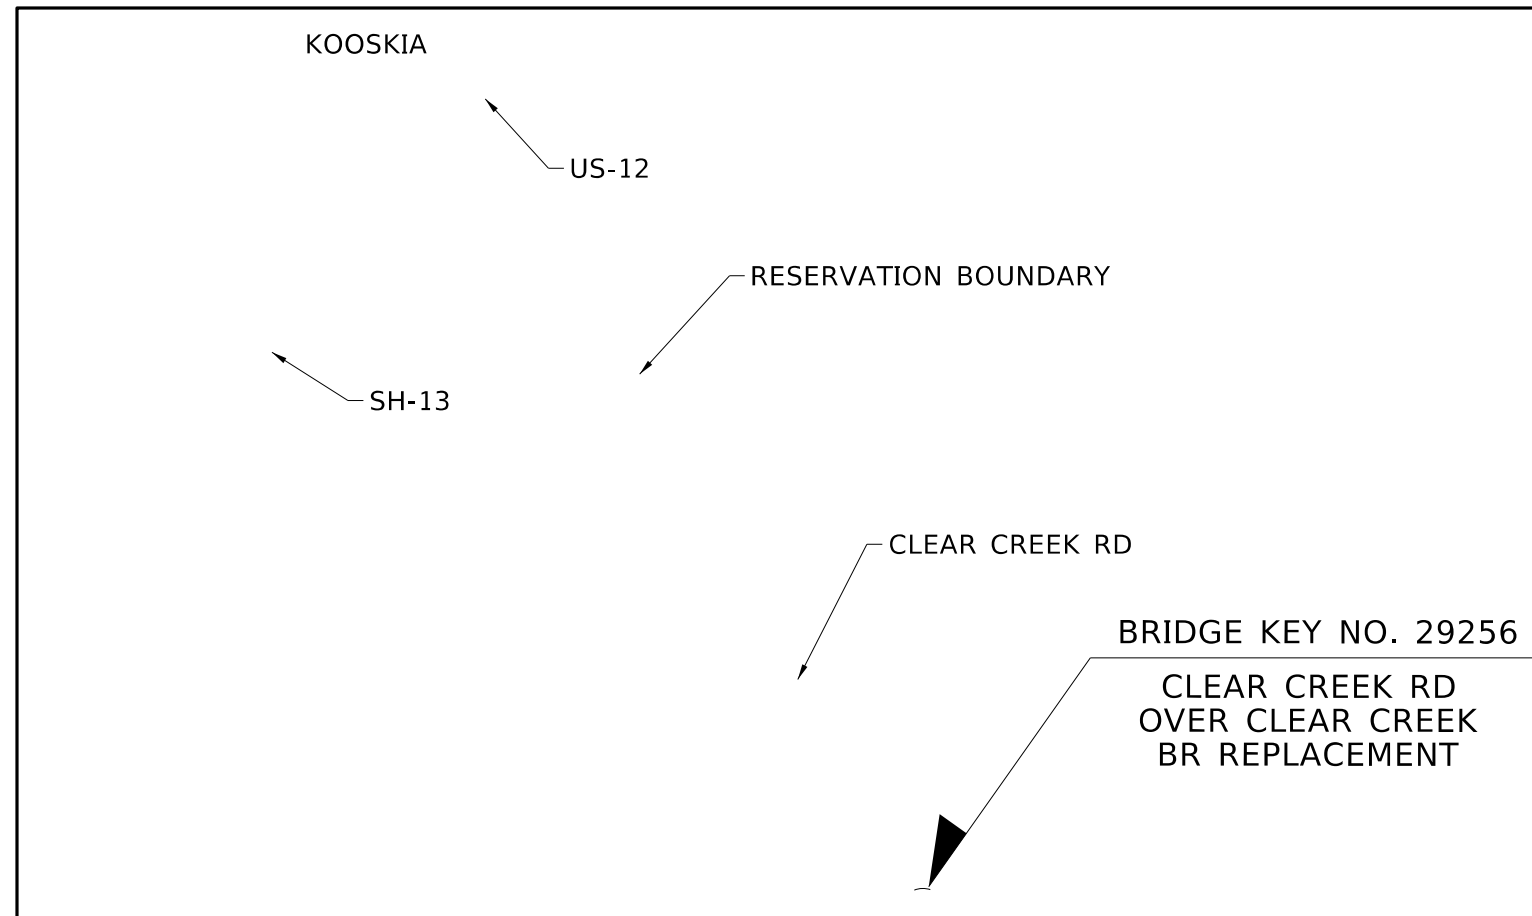 KOOSKIA
US-12
RESERVATION BOUNDARY
SH-13
CLEAR CREEK RD
BRIDGE KEY NO. 29256
CLEAR CREEK RD
OVER CLEAR CREEK
BR REPLACEMENT